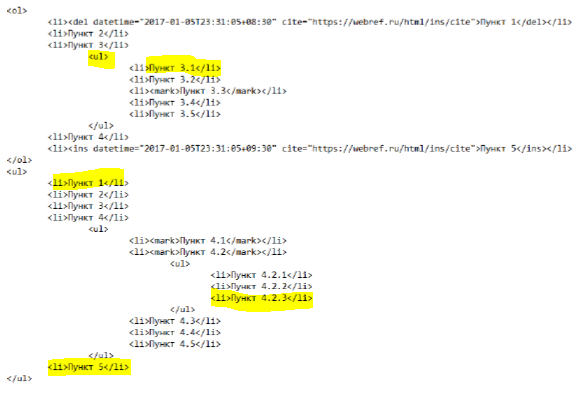 <ol>
<li><del datetime="2017-01-05T23:31:05+08:30" cite="https://webref.ru/html/ins/cite">Пункт 1</del></li>
<li>Пункт 2</li>
<li>Пункт 3</li>
<ul>
<li>Пункт 3.1</li>
<li>Пункт 3.2</li>
<li><mark>Пункт 3.3</mark></li>
<li>Пункт 3.4</li>
<li>Пункт 3.5</li>
</ul>
<li>Пункт 4</li>
<li><ins datetime="2017-01-05T23:31:05+09:30" cite="https://webref.ru/html/ins/cite">Пункт 5</ins></li>
</ol>
<ul>
<li>Пункт 1</li>
<li>Пункт 2</li>
<li>Пункт 3</li>
<li>Пункт 4</li>
<ul>
<li><mark>Пункт 4.1</mark></li>
<li><mark>Пункт 4.2</mark></li>
<ul>
<li>Пункт 4.2.1</li>
<li>Пункт 4.2.2</li>
<li>Пункт 4.2.3</li>
</ul>
<li>Пункт 4.3</li>
<li>Пункт 4.4</li>
<li>Пункт 4.5</li>
</ul>
<li>Пункт 5</li>
</ul>